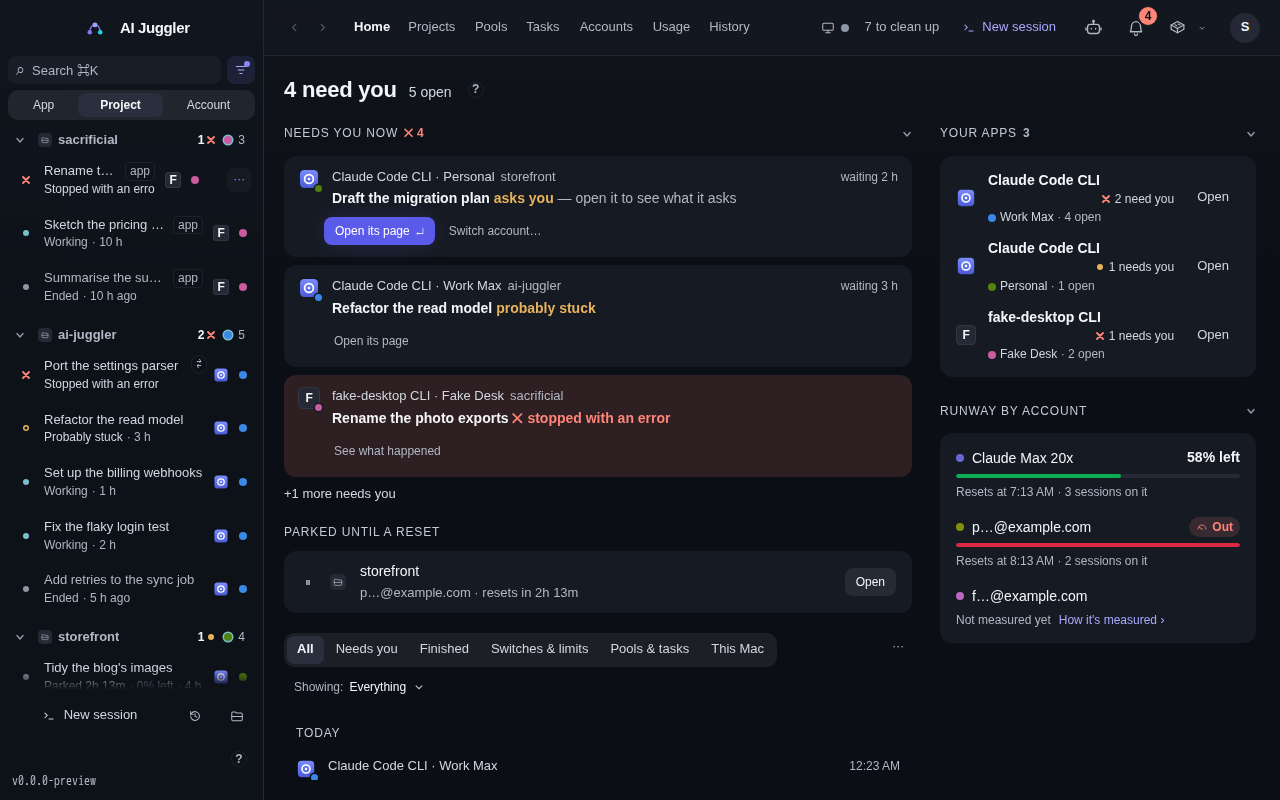 AI Juggler
Search ⌘K
App Project Account
sacrificial 1 3
Rename t… app F
Stopped with an erro
Sketch the pricing … app F
Working · 10 h
Summarise the su… app F
Ended · 10 h ago
ai-juggler 2 5
Port the settings parser
Stopped with an error
Refactor the read model
Probably stuck · 3 h
Set up the billing webhooks
Working · 1 h
Fix the flaky login test
Working · 2 h
Add retries to the sync job
Ended · 5 h ago
storefront 1 4
Tidy the blog's images
Parked 2h 13m · 0% left · 4 h
New session
?
v0.0.0-preview
Home Projects Pools Tasks Accounts Usage History
7 to clean up
New session
4
S
4 need you 5 open ?
NEEDS YOU NOW 4
Claude Code CLI · Personal storefront waiting 2 h
Draft the migration plan asks you — open it to see what it asks
Open its page Switch account…
Claude Code CLI · Work Max ai-juggler waiting 3 h
Refactor the read model probably stuck
Open its page
F fake-desktop CLI · Fake Desk sacrificial
Rename the photo exports stopped with an error
See what happened
+1 more needs you
PARKED UNTIL A RESET
storefront
p…@example.com · resets in 2h 13m
Open
All Needs you Finished Switches & limits Pools & tasks This Mac …
Showing: Everything
TODAY
Claude Code CLI · Work Max 12:23 AM
YOUR APPS 3
Claude Code CLI
2 need you Open
Work Max · 4 open
Claude Code CLI
1 needs you Open
Personal · 1 open
fake-desktop CLI
F 1 needs you Open
Fake Desk · 2 open
RUNWAY BY ACCOUNT
Claude Max 20x 58% left
Resets at 7:13 AM · 3 sessions on it
p…@example.com Out
Resets at 8:13 AM · 2 sessions on it
f…@example.com
Not measured yet How it's measured ›